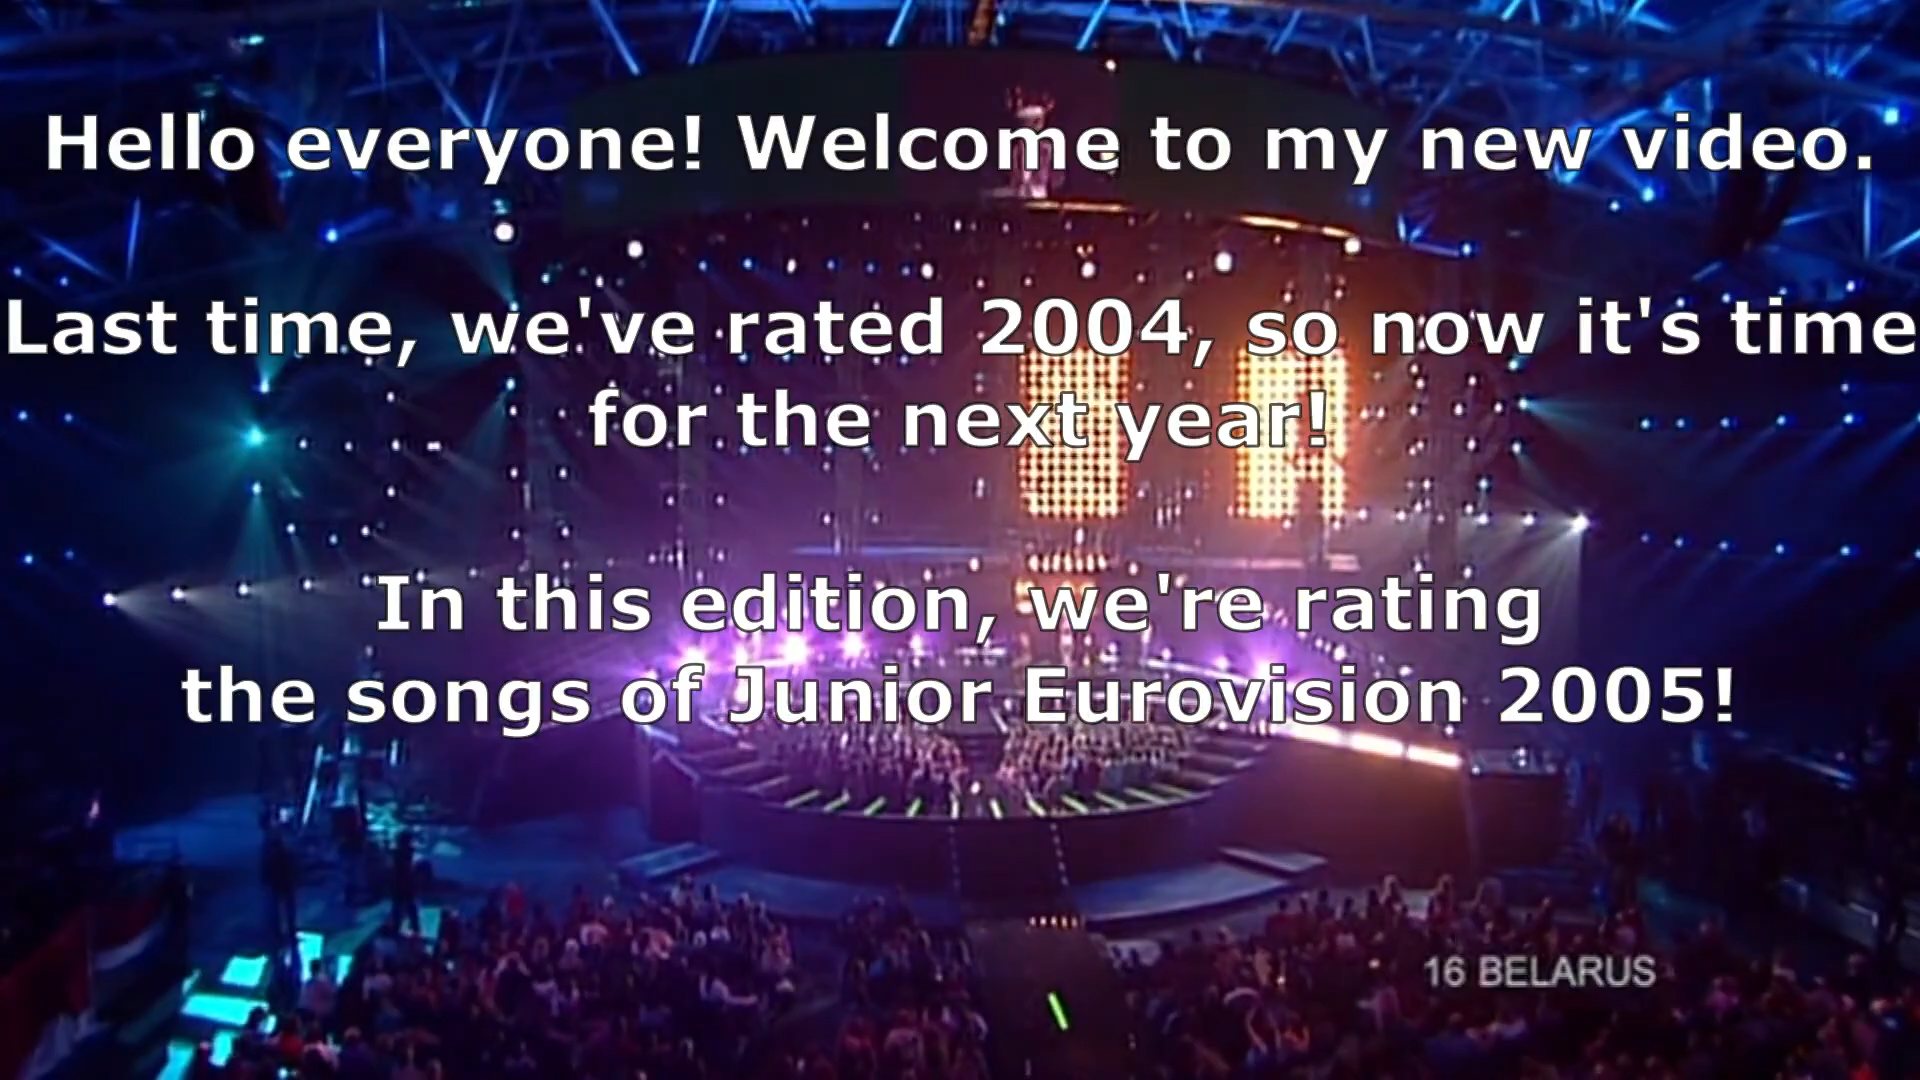 Hello everyone! Welcome to my new video.
Last time, we've rated 2004, so now it's time
for the next year!
In this edition, we're rating
the songs of Junior Eurovision 2005!
16 BELARUS